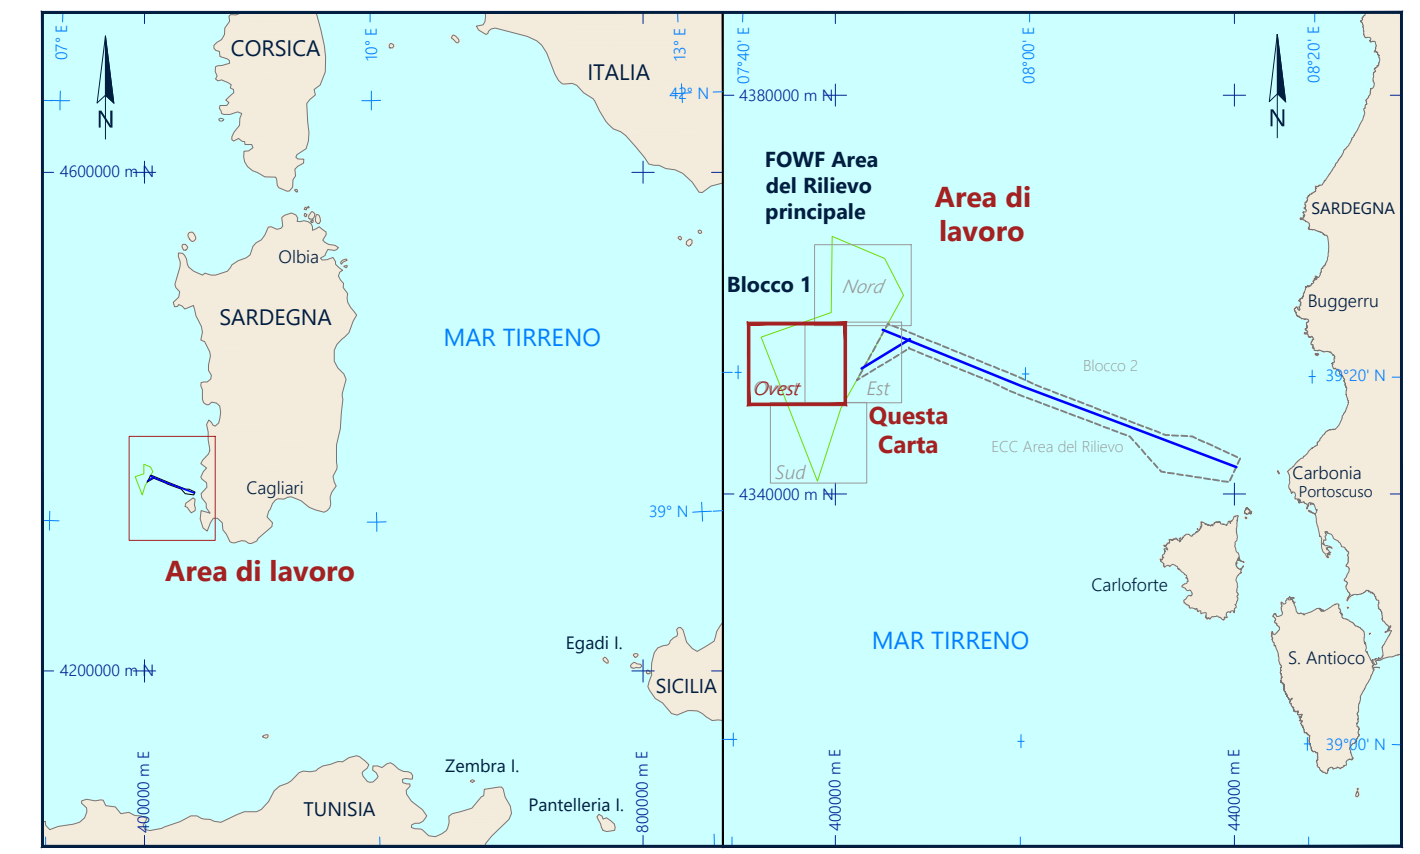 07° E
10° E
13° E
CORSICA
ITALIA
42° N
N
4600000 m N
Olbia
SARDEGNA
MAR TIRRENO
Cagliari
39° N
Area di lavoro
Egadi I.
4200000 m N
SICILIA
400000 m E
800000 m E
Zembra I.
Pantelleria I.
TUNISIA
07°40' E
08°00' E
08°20' E
4380000 m N
N
FOWF Area
del Rilievo
principale
Area di
lavoro
SARDEGNA
Blocco 1
Nord
Buggerru
Blocco 2
39°20' N
Ovest
Est
Questa
Carta
ECC Area del Rilievo
Sud
Carbonia
Portoscuso
4340000 m N
Carloforte
MAR TIRRENO
S. Antioco
39°00' N
400000 m E
440000 m E